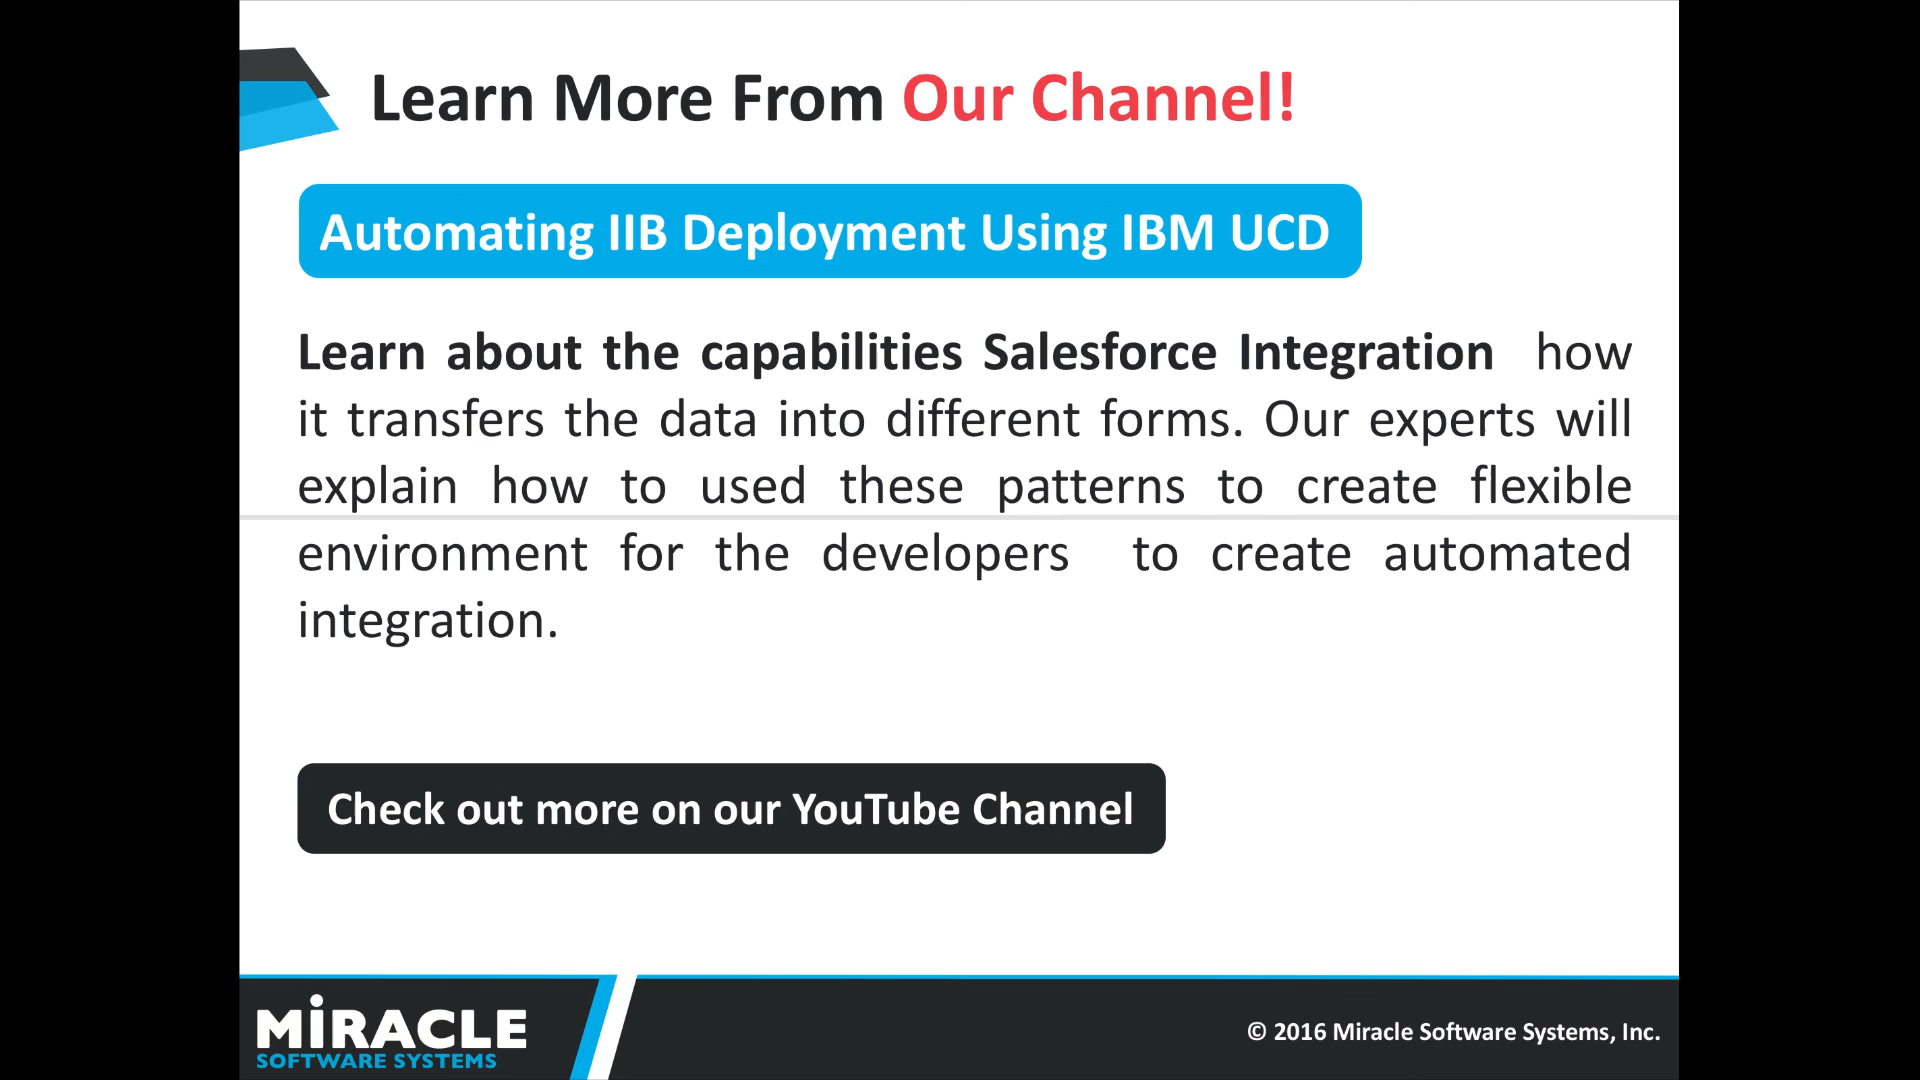 Learn More From Our Channel!
Automating IIB Deployment Using IBM UCD
Learn about the capabilities Salesforce Integration how
it transfers the data into different forms. Our experts will
explain how to used these patterns to create flexible
environment for the developers to create automated
integration.
Check out more on our YouTube Channel
MiRACLE
SOFTWARE SYSTEMS
© 2016 Miracle Software Systems, Inc.